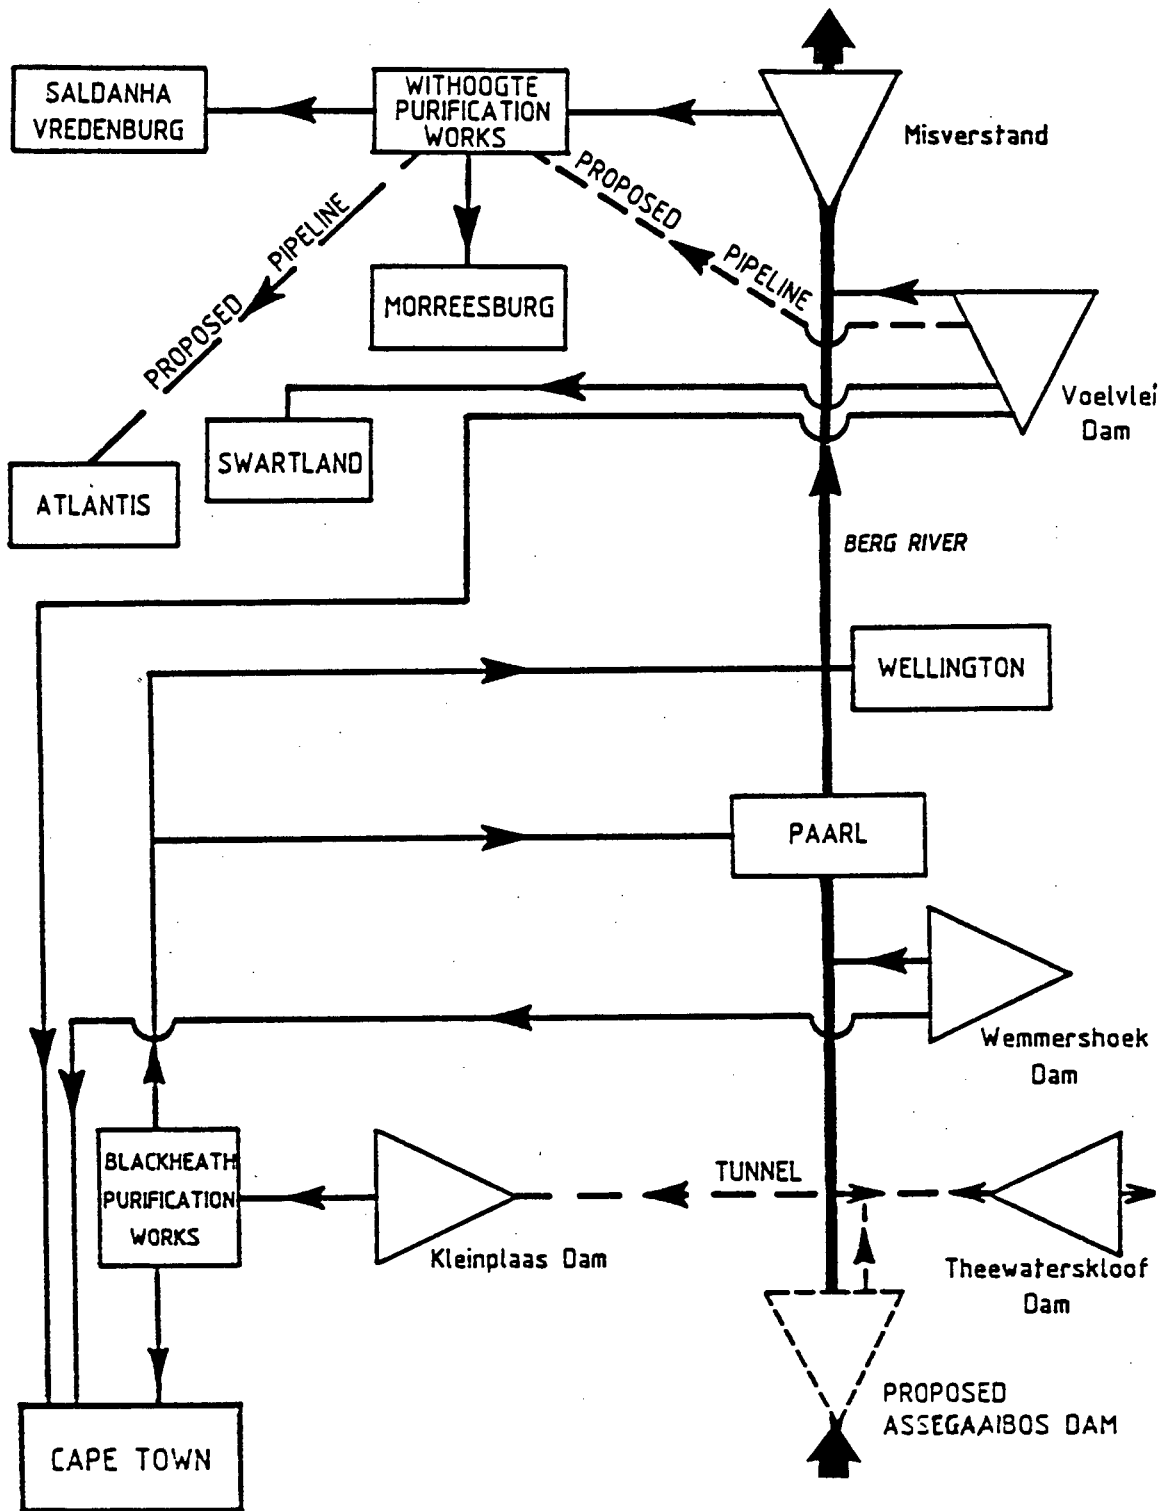 SALDANHA
VREDENBURG
WITHOOGTE
PURIFICATION
WORKS
Misverstand
PROPOSED
PIPELINE
PROPOSED
PIPELINE
MORREESBURG
Voelvlei
Dam
SWARTLAND
ATLANTIS
BERG RIVER
WELLINGTON
PAARL
Wemmershoek
Dam
BLACKHEATH
PURIFICATION
WORKS
TUNNEL
Kleinplaas Dam
Theewaterskloof
Dam
PROPOSED
ASSEGAAIBOS DAM
CAPE TOWN